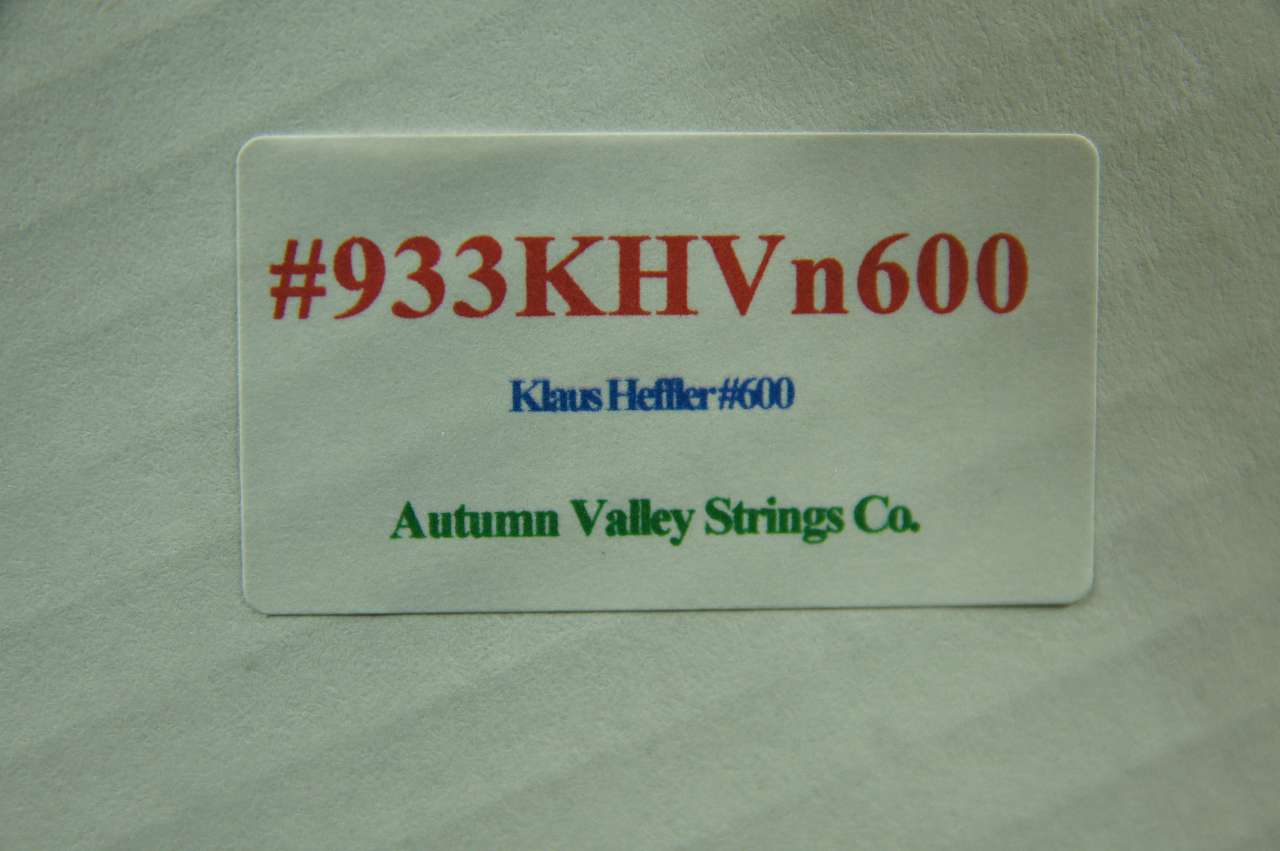 #933KHVn600
Klaus Heffler #600
Autumn Valley Strings Co.